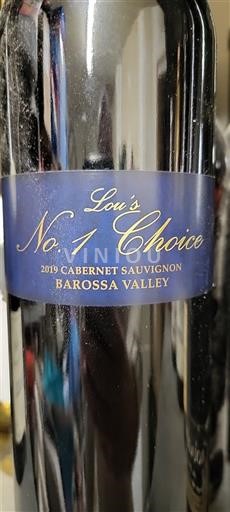 Lou's
No. 1 Choice
VINIOU
2019 CABERNET SAUVIGNON
BAROSSA VALLEY